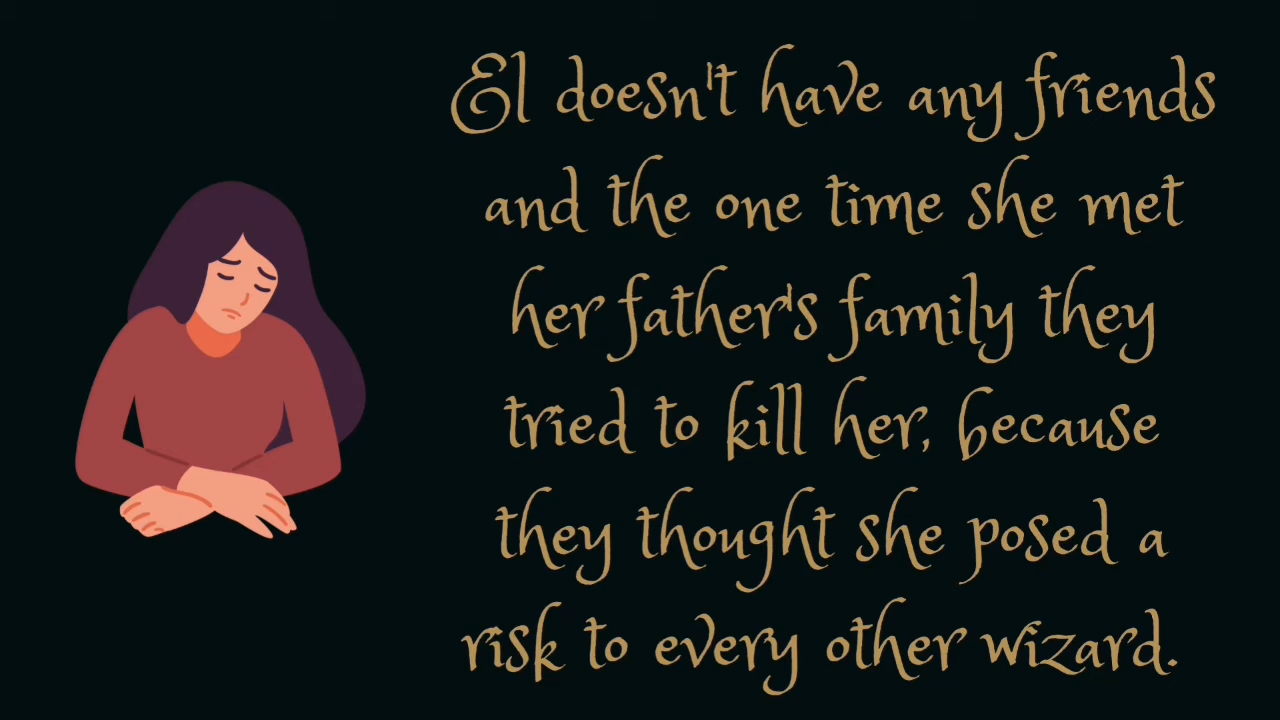 El doesn't have any friends
and the one time she met
her father's family they
tried to kill her, because
they thought she posed a
risk to every other wizard.